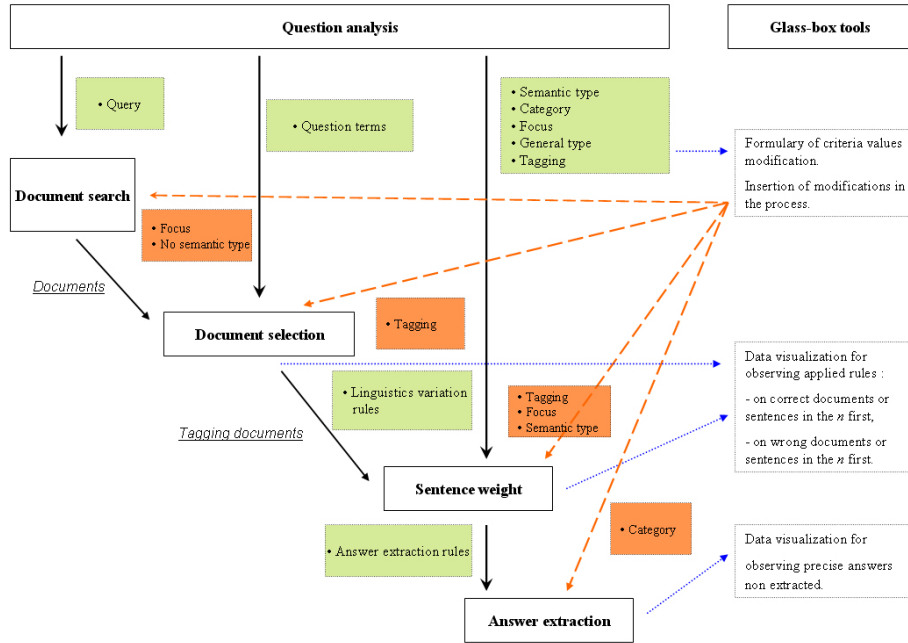 Question analysis
Glass-box tools
• Query
• Question terms
• Semantic type
• Category
• Focus
• General type
• Tagging
Formulary of criteria values
modification.
Insertion of modifications in
the process.
Document search
• Focus
• No semantic type
Documents
Document selection
• Tagging
Data visualization for
observing applied rules :
- on correct documents or
sentences in the n first,
- on wrong documents or
sentences in the n first.
• Linguistics variation
rules
• Tagging
• Focus
• Semantic type
Tagging documents
Sentence weight
• Answer extraction rules
• Category
Data visualization for
observing precise answers
non extracted.
Answer extraction